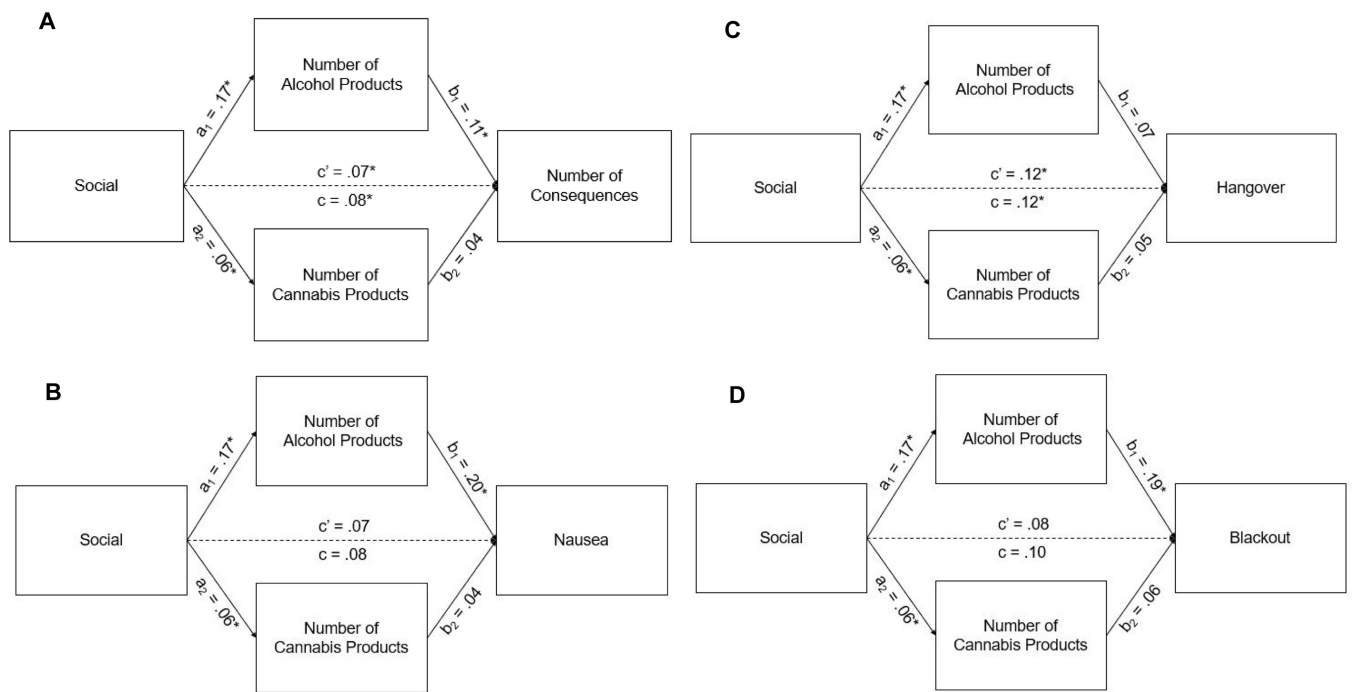 A
Number of
Alcohol Products
a1 = .17*
b1 = .11*
Social
c’ = .07*
c = .08*
Number of
Consequences
a2 = .06*
b2 = .04
Number of
Cannabis Products
C
Number of
Alcohol Products
a1 = .17*
b1 = .07
Social
c’ = .12*
c = .12*
Hangover
a2 = .06*
b2 = .05
Number of
Cannabis Products
B
Number of
Alcohol Products
a1 = .17*
b1 = .20*
Social
c’ = .07
c = .08
Nausea
a2 = .06*
b2 = .04
Number of
Cannabis Products
D
Number of
Alcohol Products
a1 = .17*
b1 = .19*
Social
c’ = .08
c = .10
Blackout
a2 = .06*
b2 = .06
Number of
Cannabis Products